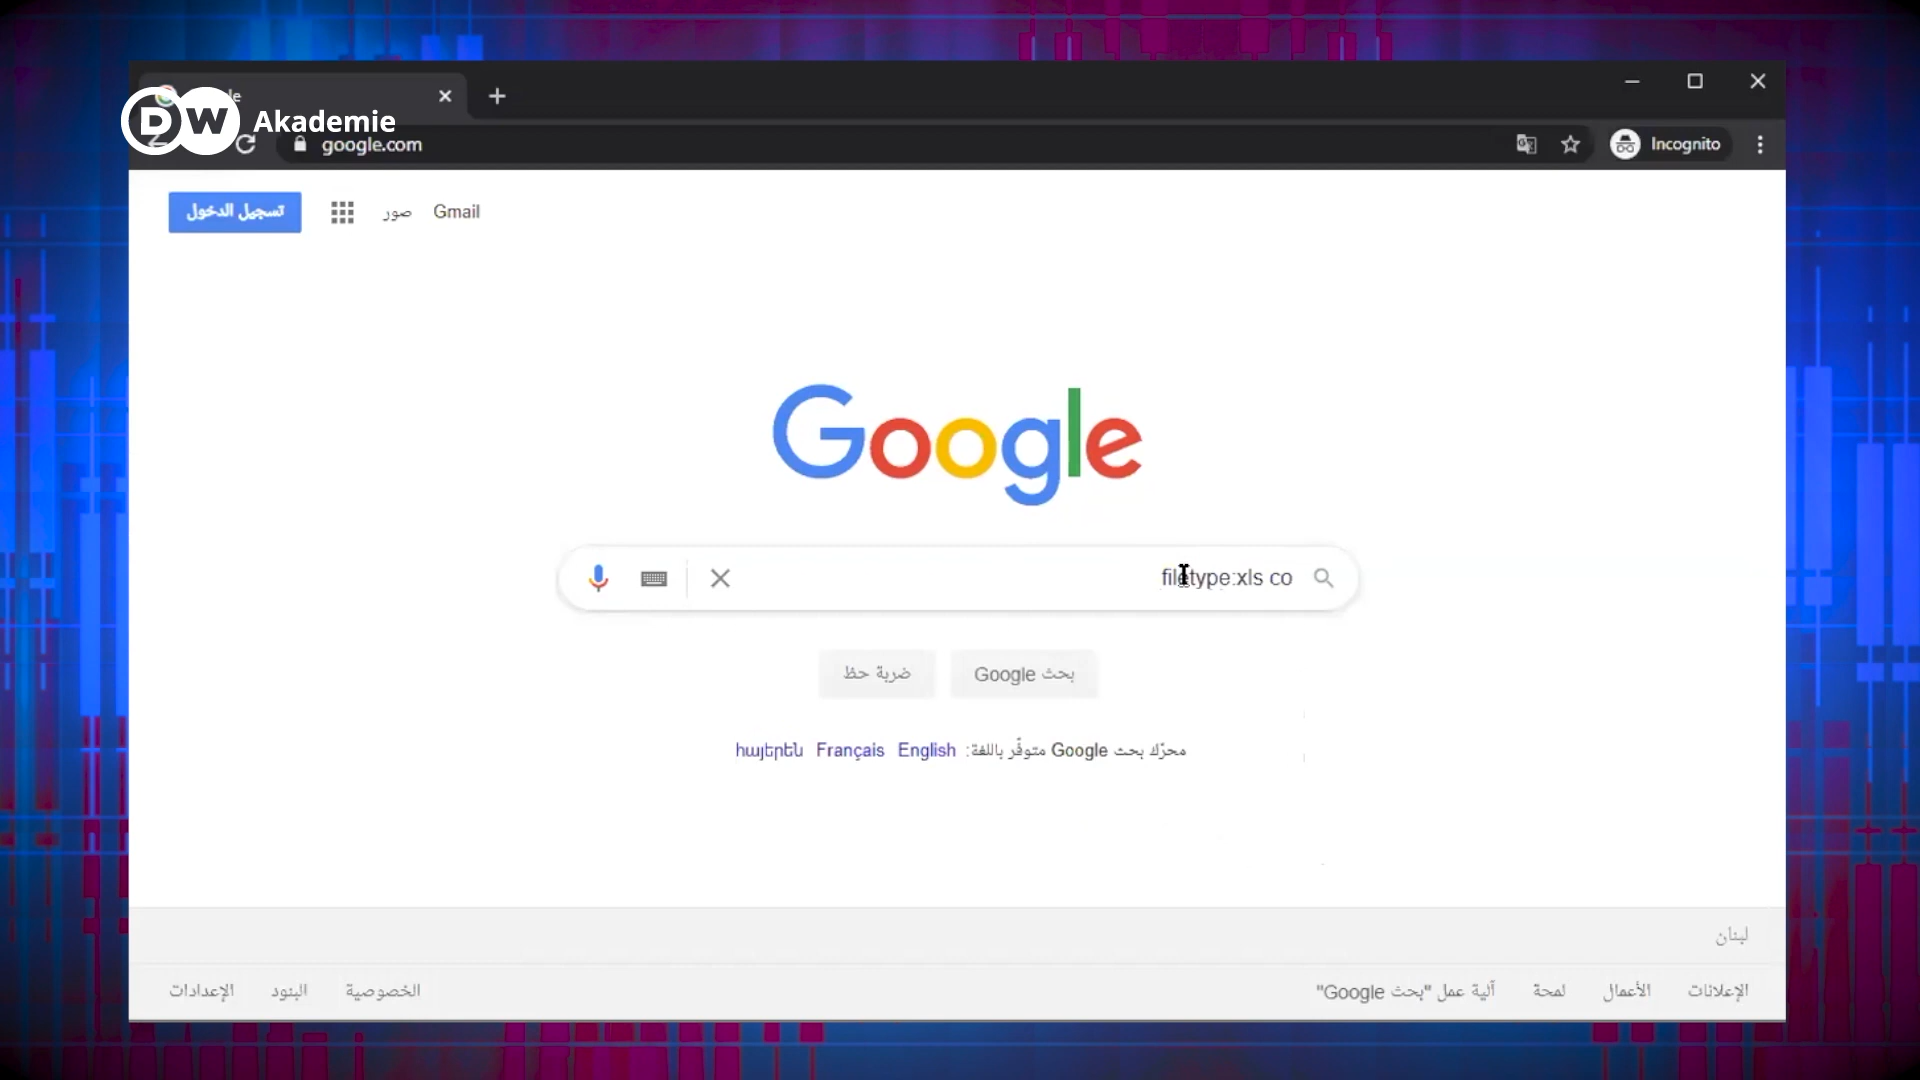 DW Akademie
google.com
Incognito
تسجيل الدخول
صور
Gmail
Google
filetype:xls co
بحث Google
ضربة حظ
محرّك بحث Google متوفّر باللغة: English Français հայերեն
لبنان
الإعلانات الأعمال لمحة آلية عمل "بحث Google"
الخصوصية البنود الإعدادات